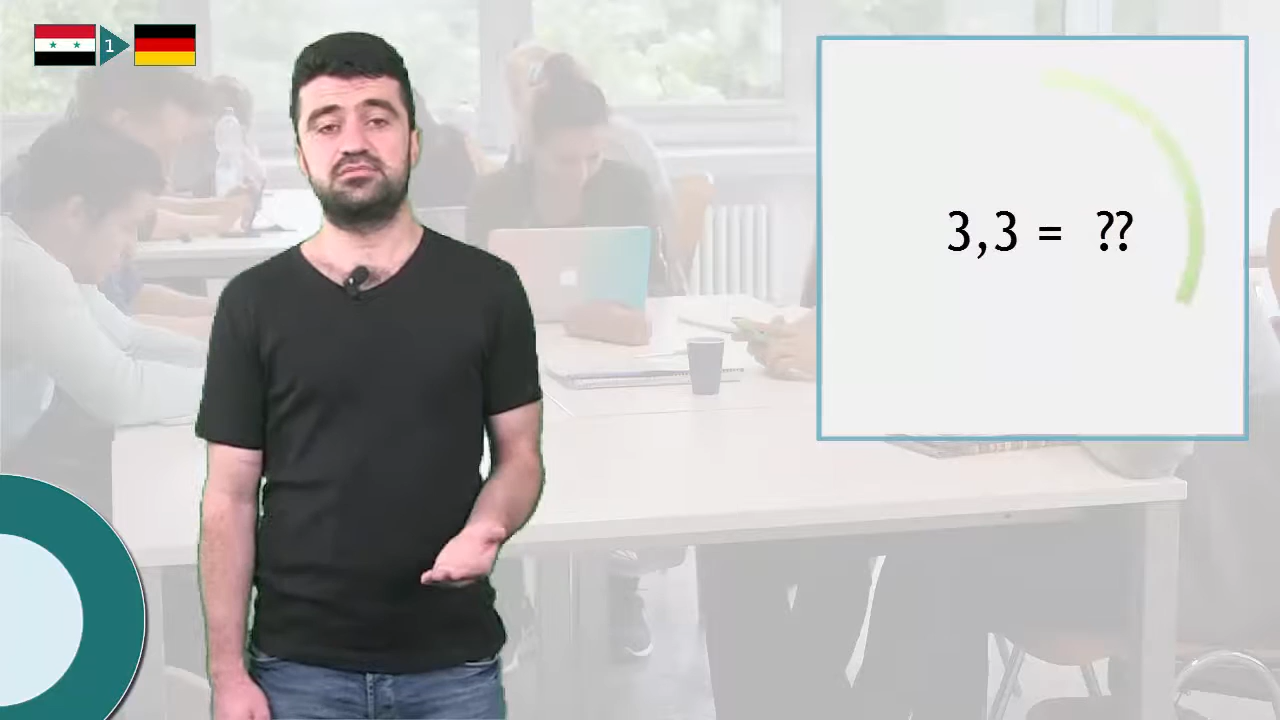 1
3,3 = ??